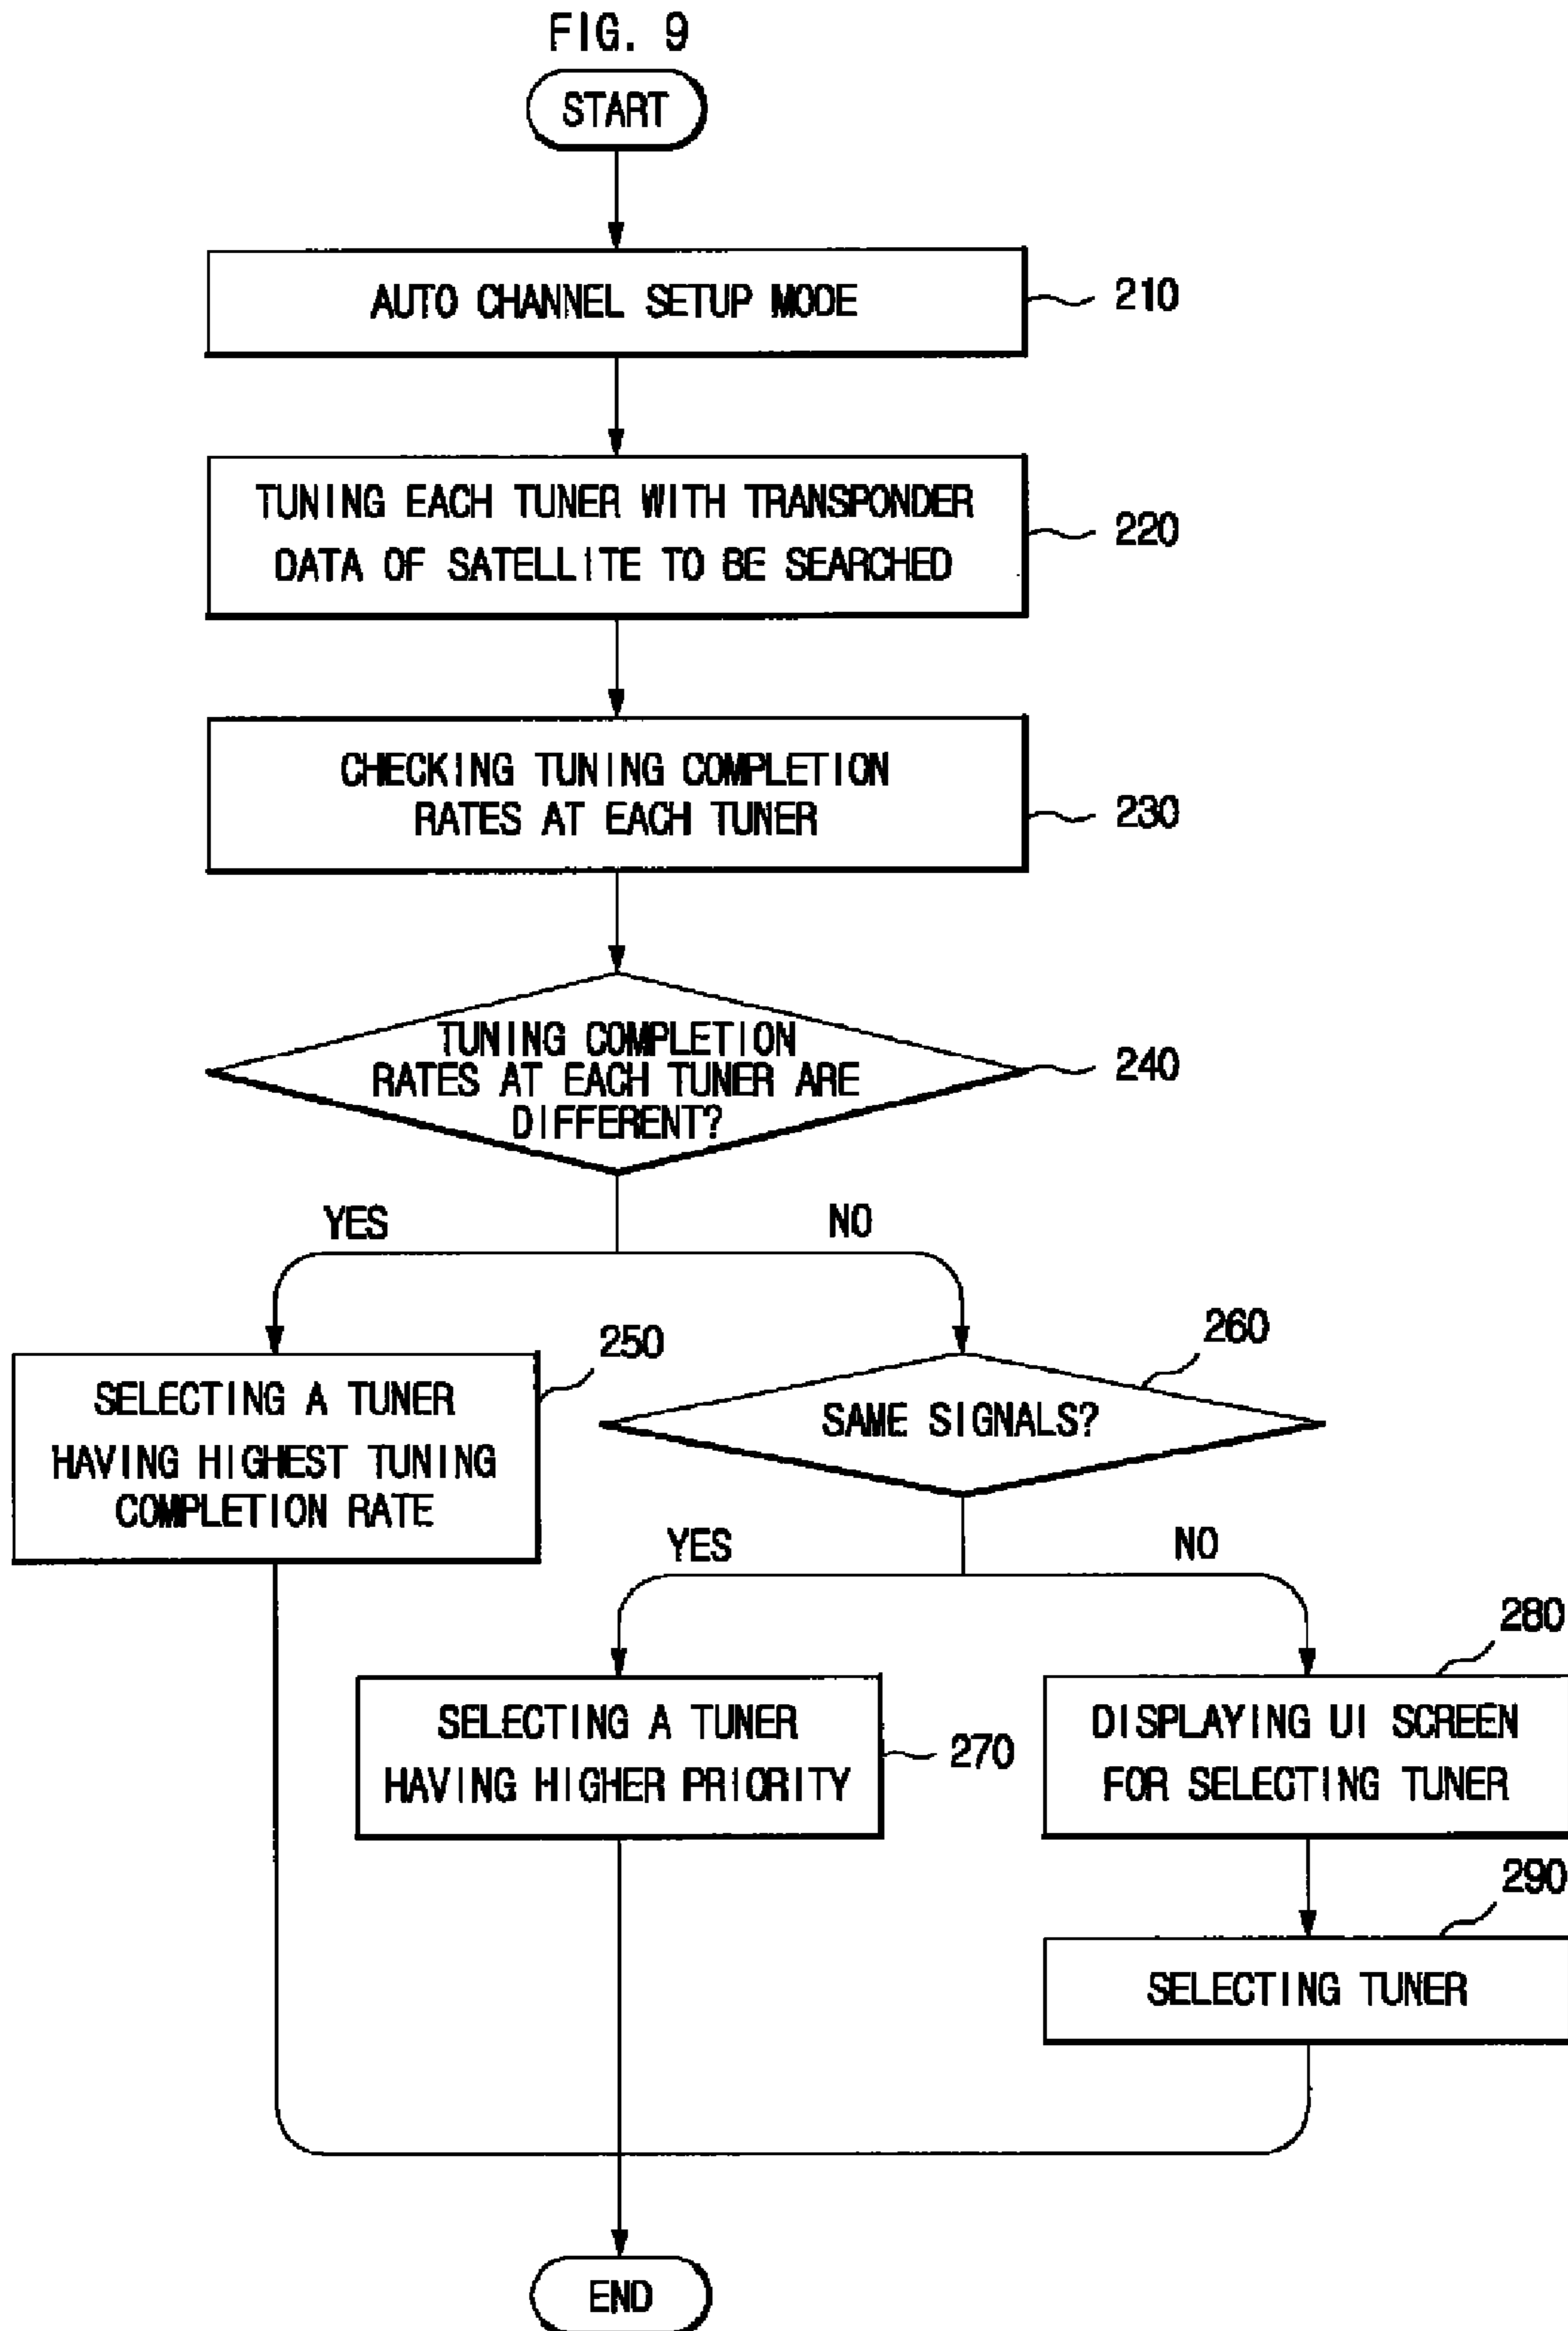 FIG. 9
START
AUTO CHANNEL SETUP MODE
210
TUNING EACH TUNER WITH TRANSPONDER
DATA OF SATELLITE TO BE SEARCHED
220
CHECKING TUNING COMPLETION
RATES AT EACH TUNER
230
TUNING COMPLETION
RATES AT EACH TUNER ARE
DIFFERENT?
240
YES
NO
250
SELECTING A TUNER
HAVING HIGHEST TUNING
COMPLETION RATE
260
SAME SIGNALS?
YES
NO
SELECTING A TUNER
HAVING HIGHER PRIORITY
270
280
DISPLAYING UI SCREEN
FOR SELECTING TUNER
290
SELECTING TUNER
END